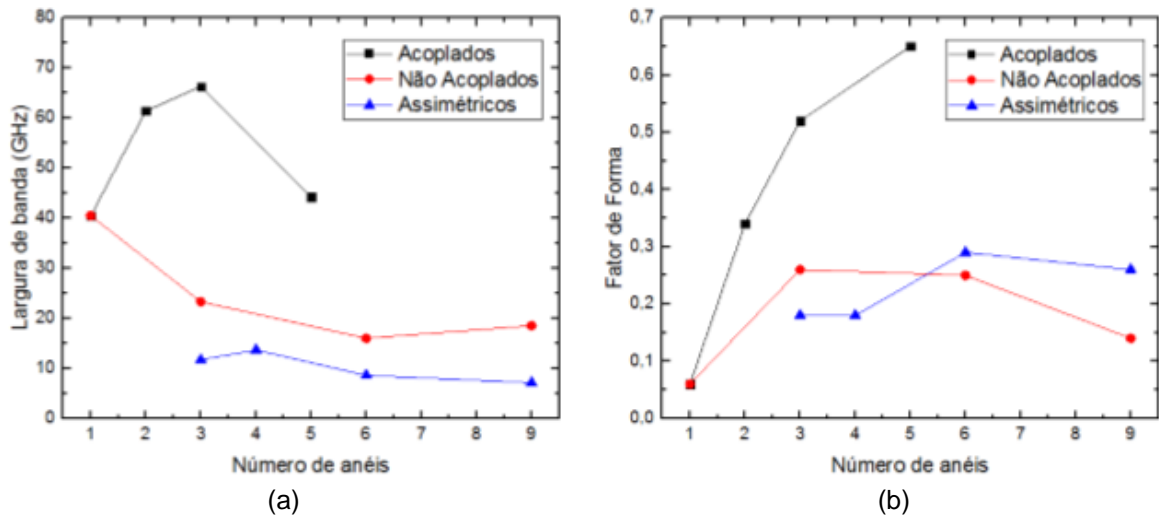 80
70
60
50
40
30
20
10
0
Largura de banda (GHz)
Acoplados
Não Acoplados
Assimétricos
1 2 3 4 5 6 7 8 9
Número de anéis
(a)
0,7
0,6
0,5
0,4
0,3
0,2
0,1
0,0
Fator de Forma
Acoplados
Não Acoplados
Assimétricos
1 2 3 4 5 6 7 8 9
Número de anéis
(b)